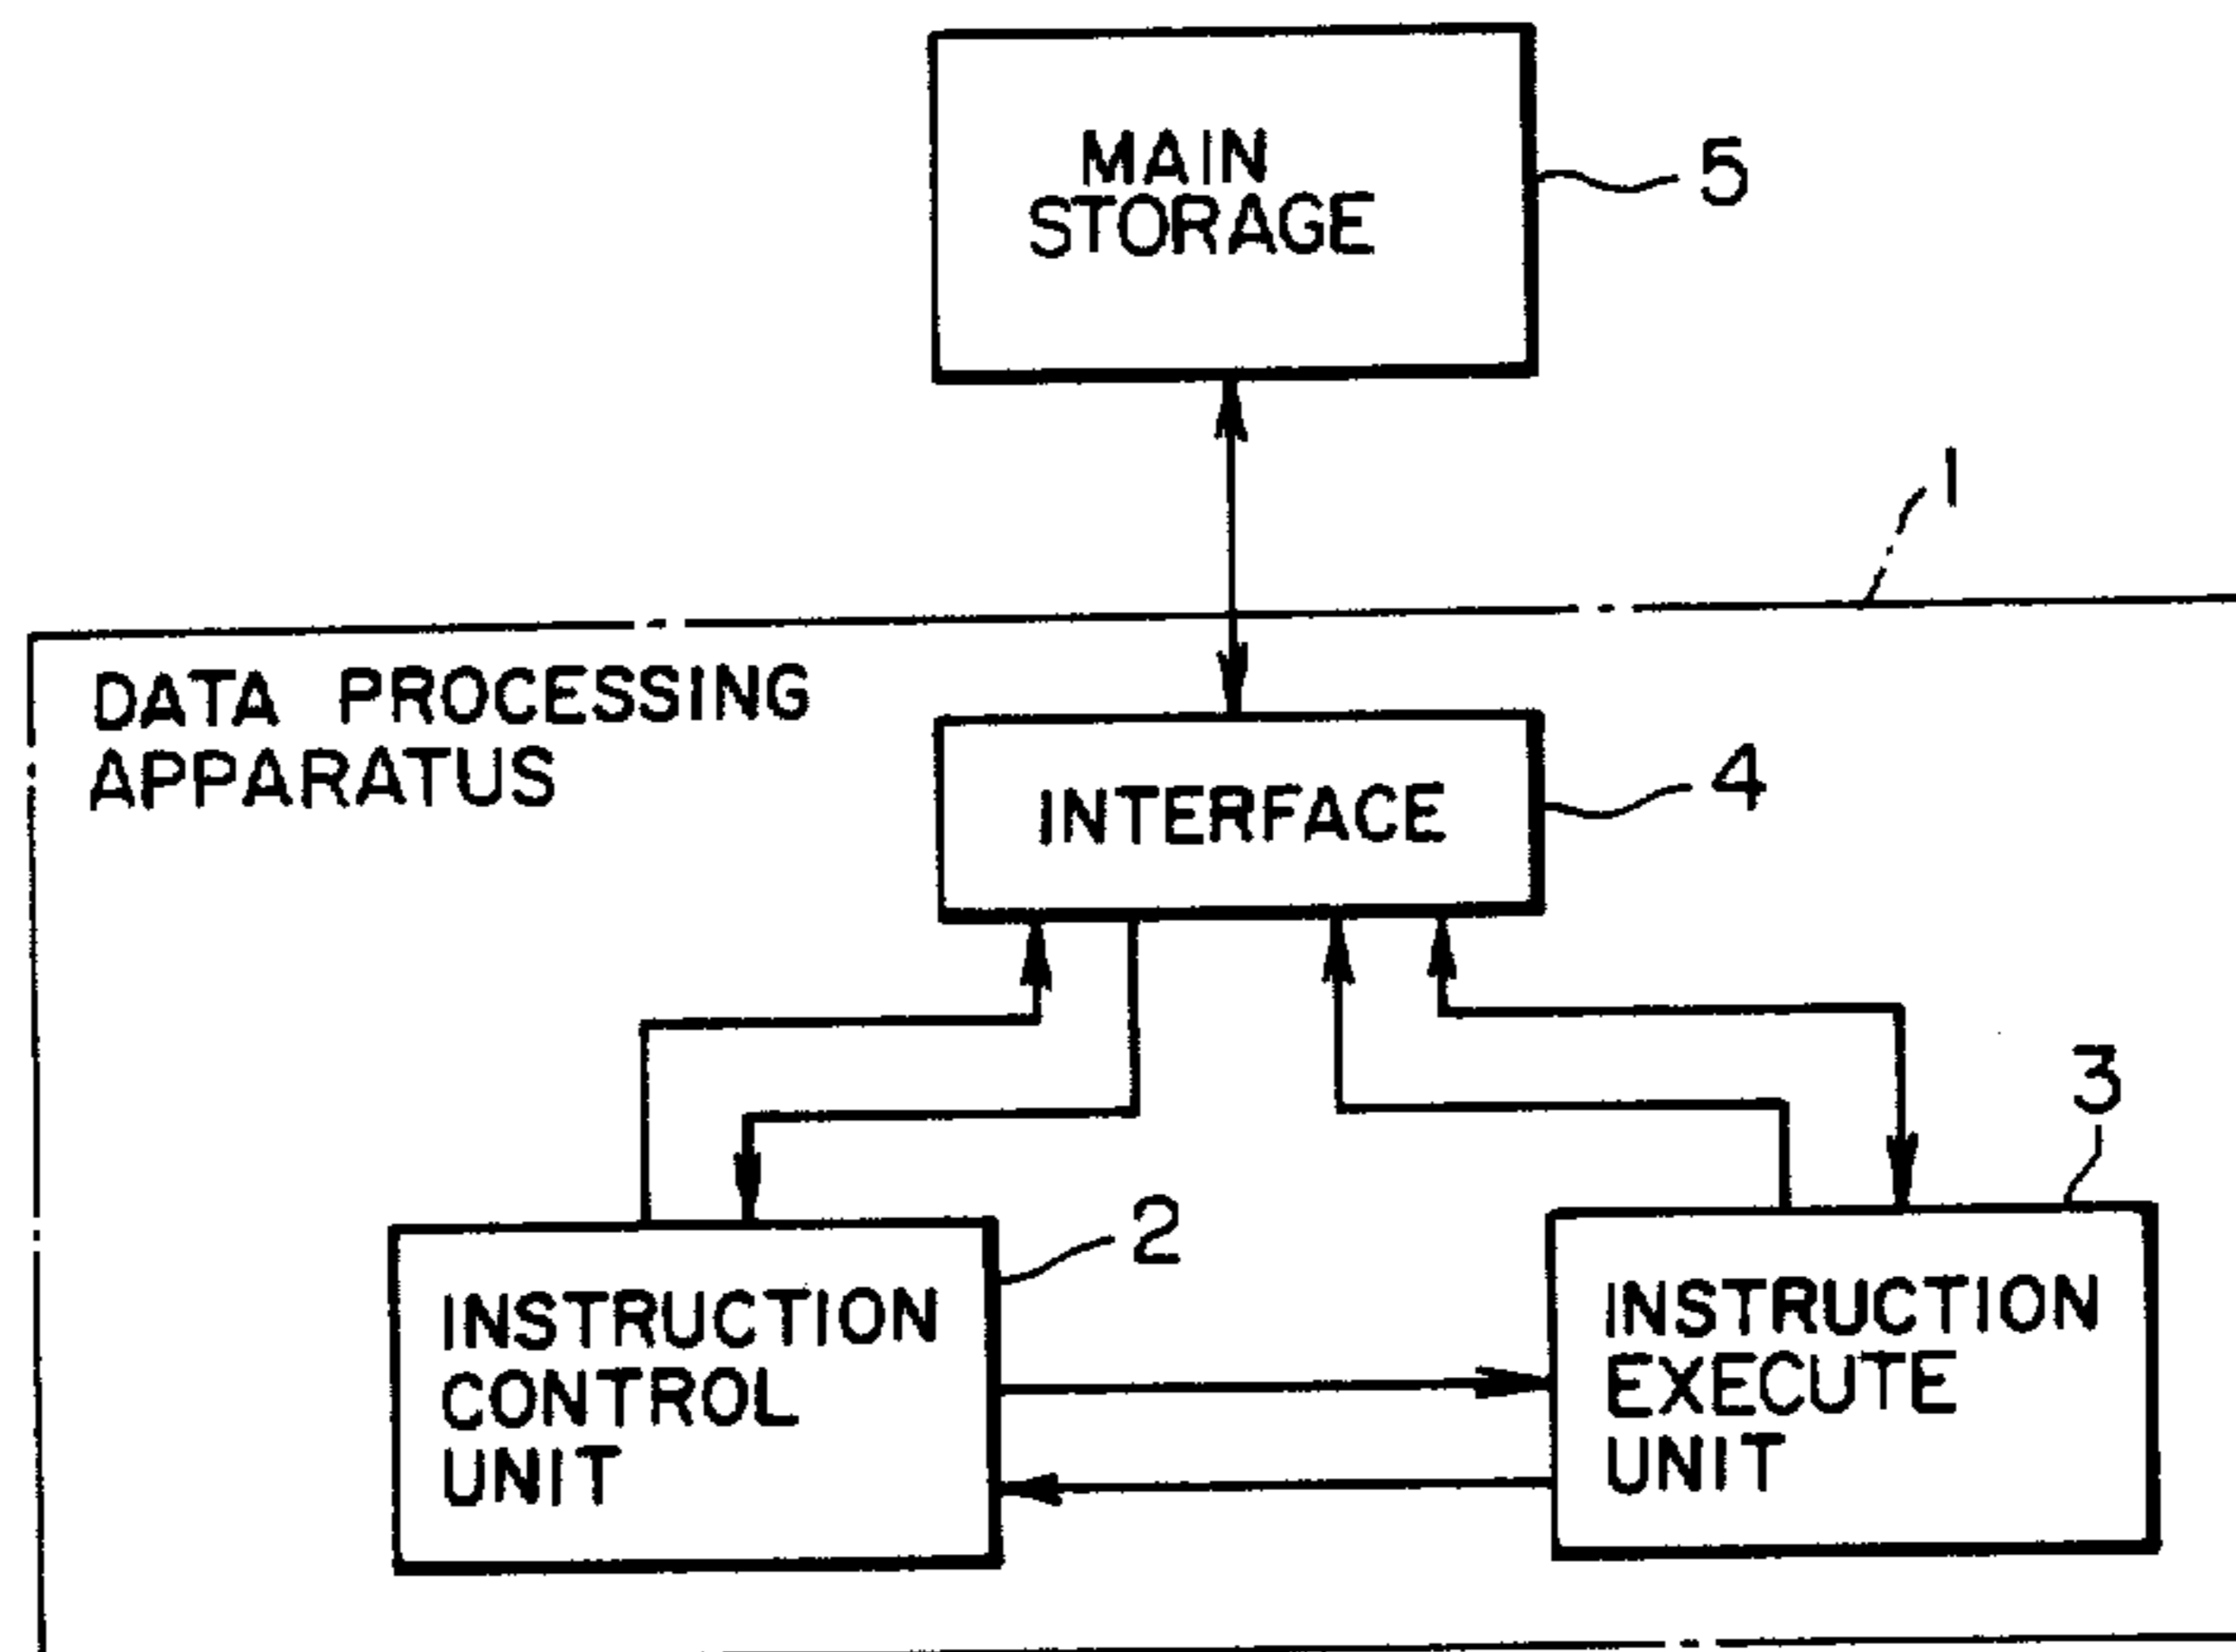 MAIN
STORAGE
5
1
DATA PROCESSING
APPARATUS
INTERFACE
4
3
2
INSTRUCTION
CONTROL
UNIT
INSTRUCTION
EXECUTE
UNIT